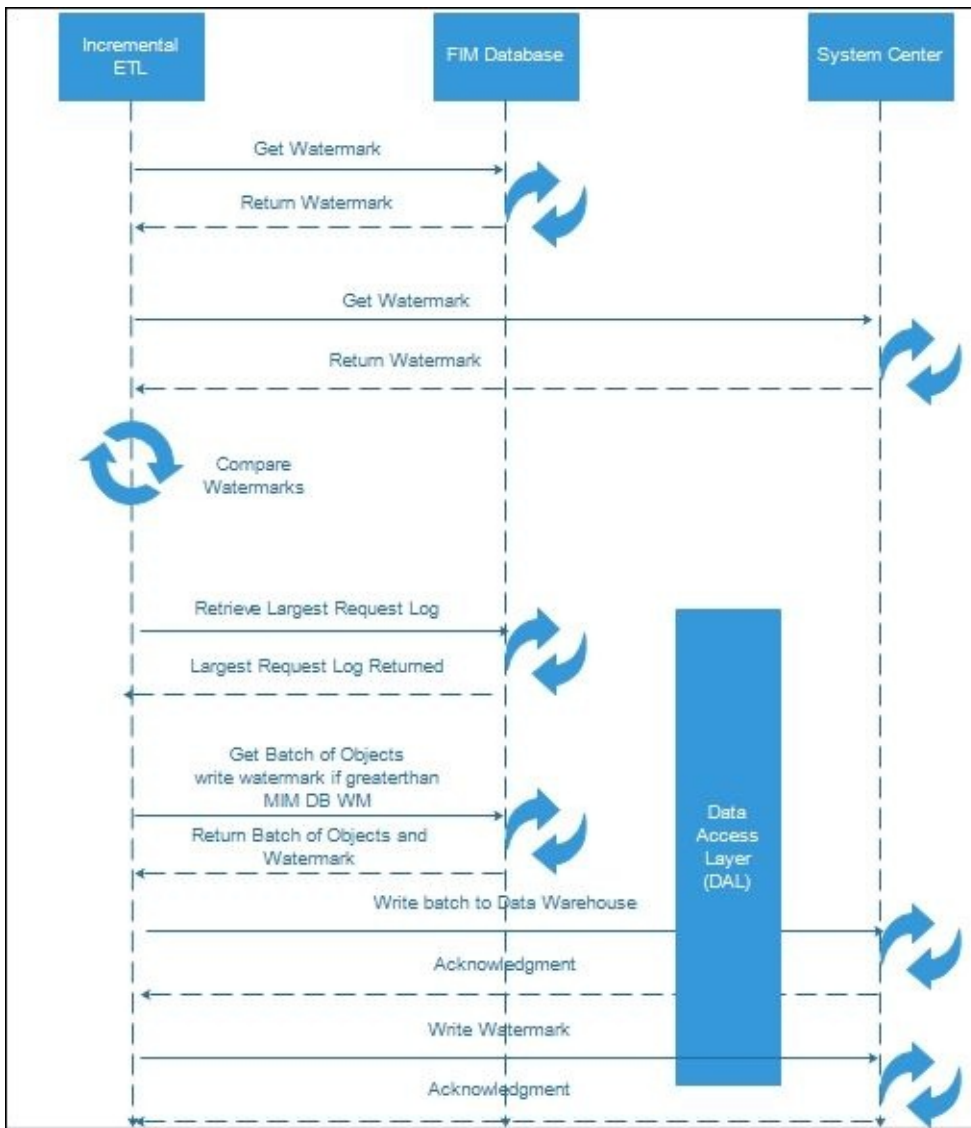 Incremental
ETL
FIM Database
System Center
Get Watermark
Return Watermark
Get Watermark
Return Watermark
Compare
Watermarks
Retrieve Largest Request Log
Largest Request Log Returned
Get Batch of Objects
write watermark if greaterthan
MIM DB WM
Return Batch of Objects and
Watermark
Data
Access
Layer
(DAL)
Write batch to Data Warehouse
Acknowledgment
Write Watermark
Acknowledgment